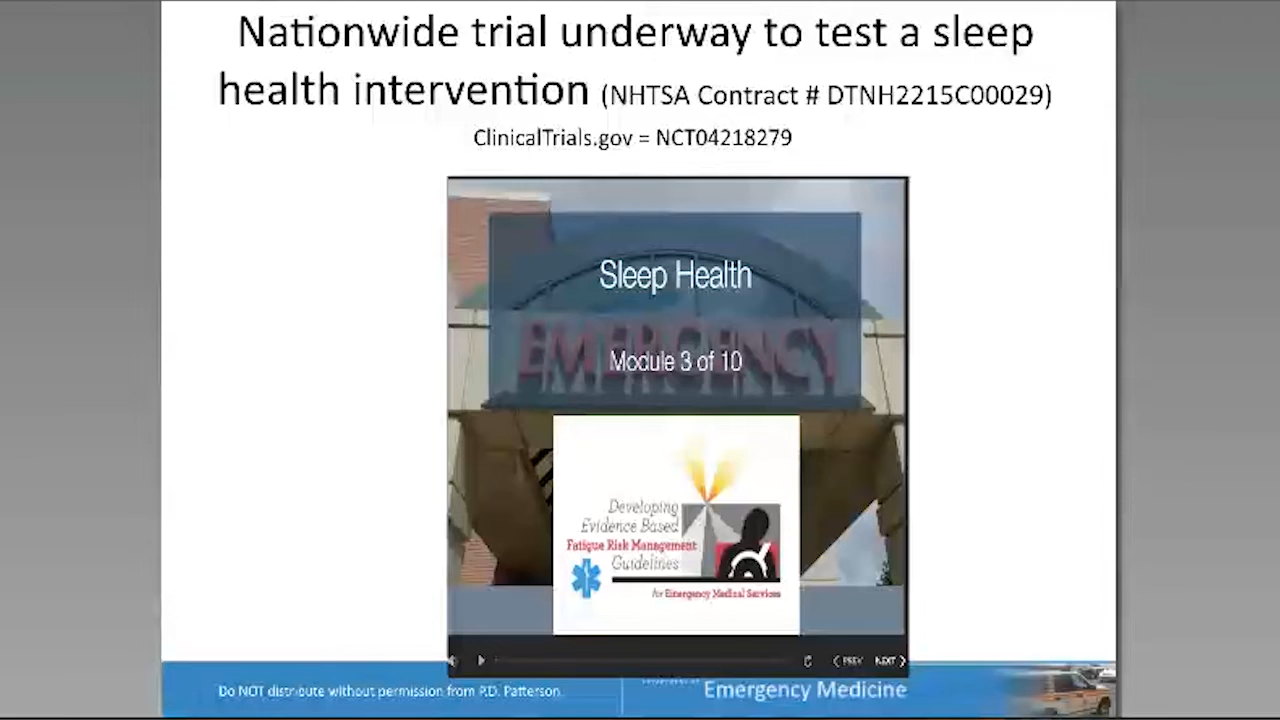 Nationwide trial underway to test a sleep
health intervention (NHTSA Contract # DTNH2215C00029)
ClinicalTrials.gov = NCT04218279
Sleep Health
EMERGENCY
Module 3 of 10
Developing
Evidence Based
Fatigue Risk Management
Guidelines
for Emergency Medical Services
PREV NEXT
Do NOT distribute without permission from P.D. Patterson.
Emergency Medicine